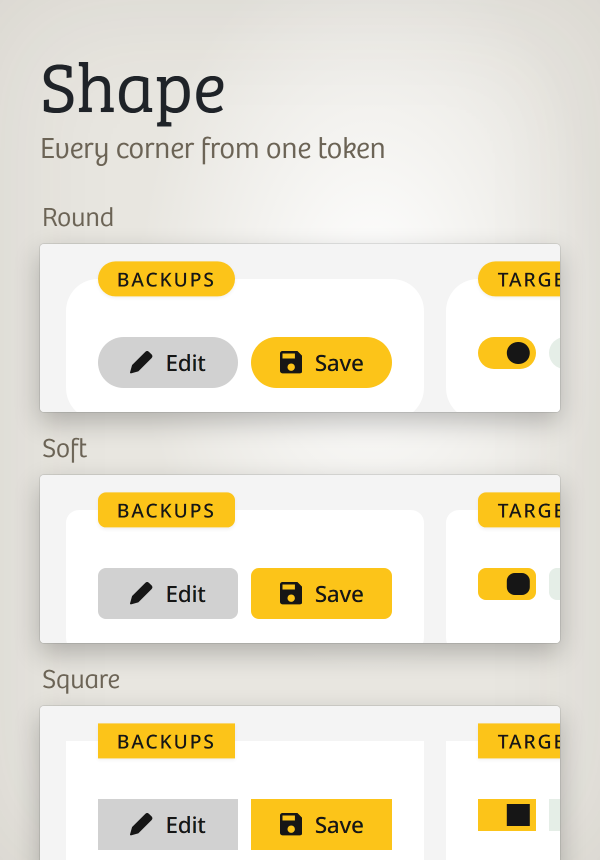 Shape
Every corner from one token
Round
BACKUPS
Edit
Save
Soft
BACKUPS
Edit
Save
Square
BACKUPS
Edit
Save